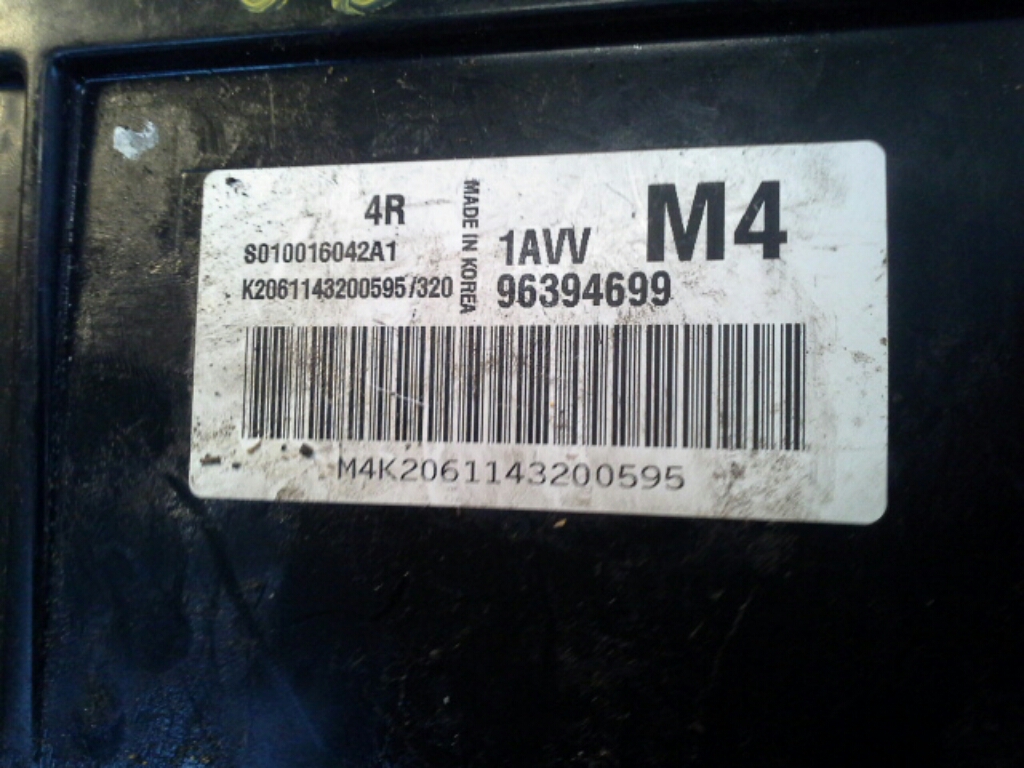 4R
S010016042A1
K2061143200595/320
MADE IN KOREA
1AVV
96394699
M4
M4K2061143200595